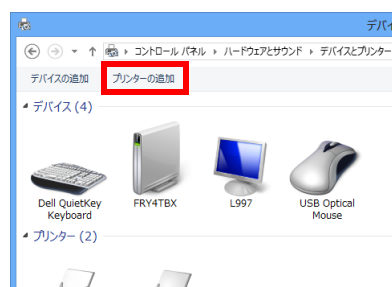 デバイ
コントロール パネル ▸ ハードウェアとサウンド ▸ デバイスとプリンター
デバイスの追加 プリンターの追加
デバイス (4)
Dell QuietKey Keyboard
FRY4TBX
L997
USB Optical Mouse
プリンター (2)